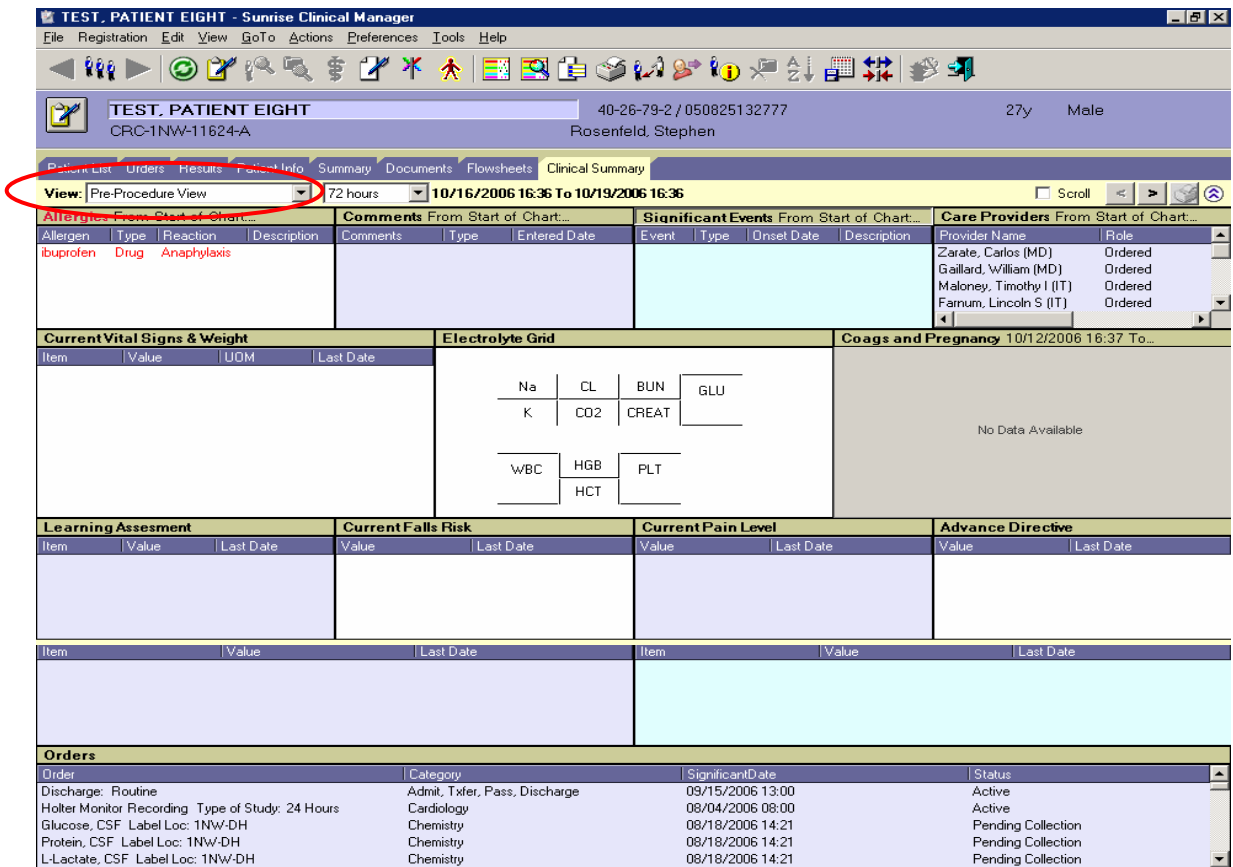 TEST, PATIENT EIGHT - Sunrise Clinical Manager
File Registration Edit View GoTo Actions Preferences Tools Help
TEST, PATIENT EIGHT 40-26-79-2 / 050825132777 27y Male
CRC-1NW-11624-A Rosenfeld, Stephen
Patient List Orders Results Patient Info Summary Documents Flowsheets Clinical Summary
View: Pre-Procedure View 72 hours 10/16/2006 16:36 To 10/19/2006 16:36 Scroll < >
Allergies From Start of Chart:... Comments From Start of Chart:... Significant Events From Start of Chart:... Care Providers From Start of Chart:...
Allergen Type Reaction Description Comments Type Entered Date Event Type Onset Date Description Provider Name Role
ibuprofen Drug Anaphylaxis Zarate, Carlos (MD) Ordered
Gaillard, William (MD) Ordered
Maloney, Timothy I (IT) Ordered
Farnum, Lincoln S (IT) Ordered
Current Vital Signs & Weight Electrolyte Grid Coags and Pregnancy 10/12/2006 16:37 To...
Item Value UOM Last Date
Na CL BUN GLU
K CO2 CREAT
No Data Available
WBC HGB PLT
HCT
Learning Assesment Current Falls Risk Current Pain Level Advance Directive
Item Value Last Date Value Last Date Value Last Date Value Last Date
Item Value Last Date Item Value Last Date
Orders
Order Category SignificantDate Status
Discharge: Routine Admit, Txfer, Pass, Discharge 09/15/2006 13:00 Active
Holter Monitor Recording Type of Study: 24 Hours Cardiology 08/04/2006 08:00 Active
Glucose, CSF Label Loc: 1NW-DH Chemistry 08/18/2006 14:21 Pending Collection
Protein, CSF Label Loc: 1NW-DH Chemistry 08/18/2006 14:21 Pending Collection
L-Lactate, CSF Label Loc: 1NW-DH Chemistry 08/18/2006 14:21 Pending Collection